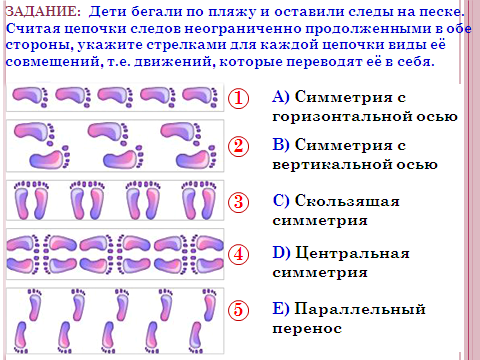 ЗАДАНИЕ: Дети бегали по пляжу и оставили следы на песке.
Считая цепочки следов неограниченно продолженными в обе
стороны, укажите стрелками для каждой цепочки виды её
совмещений, т.е. движений, которые переводят её в себя.
1
A) Симметрия с
горизонтальной осью
2
B) Симметрия с
вертикальной осью
3
C) Скользящая
симметрия
4
D) Центральная
симметрия
5
E) Параллельный
перенос